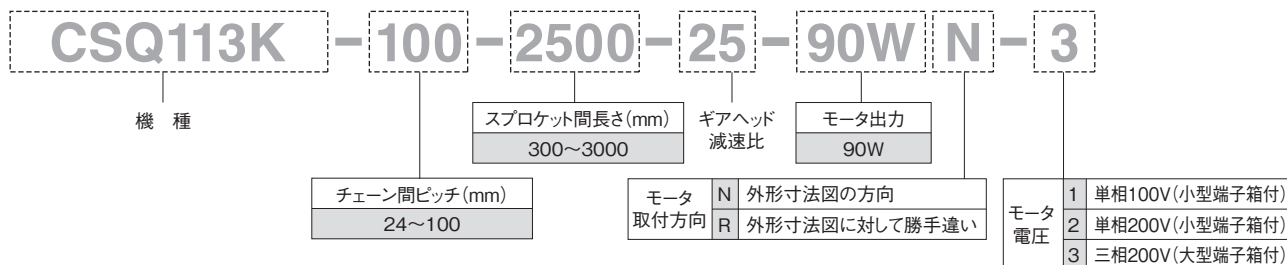 CSQ113K-100-2500-25-90WN-3
機 種
スプロケット間長さ(mm)
300〜3000
ギアヘッド
減速比
モータ出力
90W
チェーン間ピッチ(mm)
24〜100
モータ
取付方向
N 外形寸法図の方向
R 外形寸法図に対して勝手違い
モータ
電圧
1 単相100V(小型端子箱付)
2 単相200V(小型端子箱付)
3 三相200V(大型端子箱付)